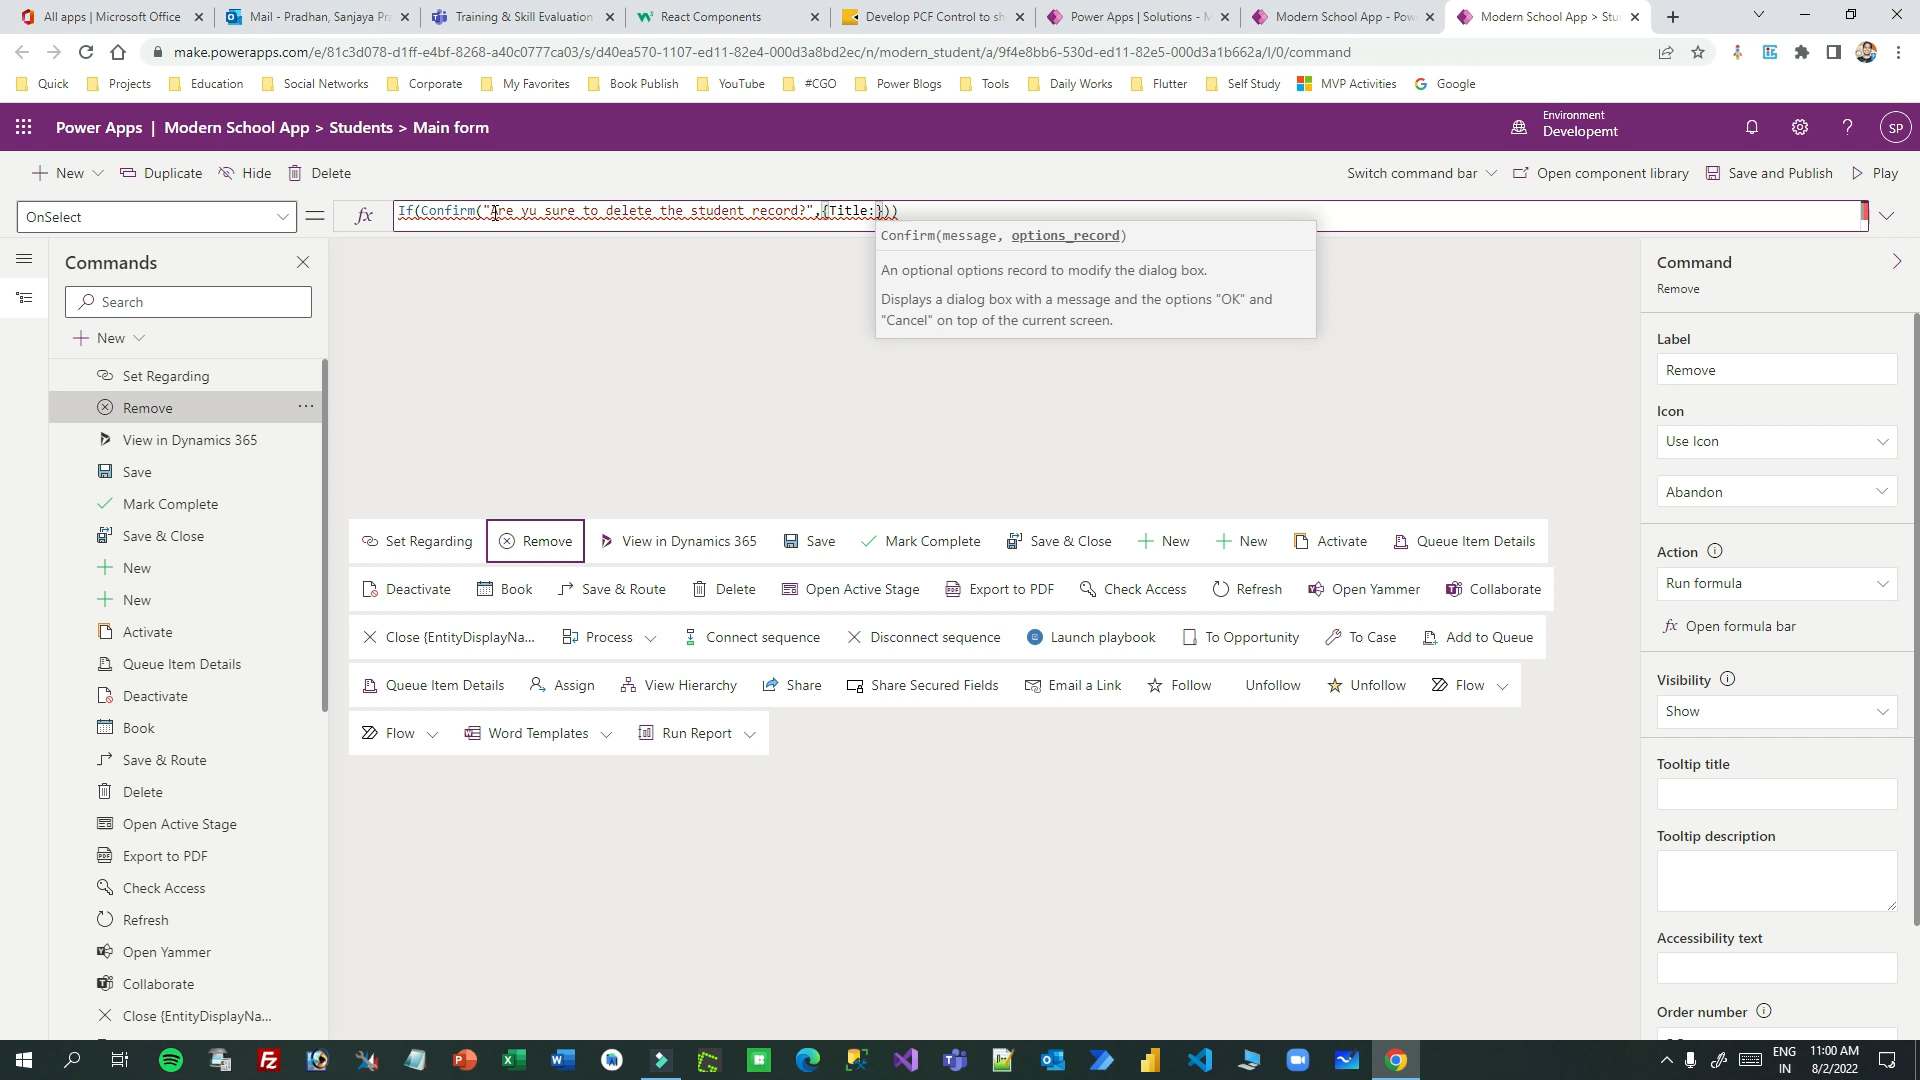 All apps | Microsoft Office
Mail - Pradhan, Sanjaya Pra
Training & Skill Evaluation
React Components
Develop PCF Control to sh
Power Apps | Solutions - M
Modern School App - Pow
Modern School App > Stu
make.powerapps.com/e/81c3d078-d1ff-e4bf-8268-a40c0777ca03/s/d40ea570-1107-ed11-82e4-000d3a8bd2ec/n/modern_student/a/9f4e8bb6-530d-ed11-82e5-000d3a1b662a/l/0/command
Quick
Projects
Education
Social Networks
Corporate
My Favorites
Book Publish
YouTube
#CGO
Power Blogs
Tools
Daily Works
Flutter
Self Study
MVP Activities
Google
Power Apps | Modern School App > Students > Main form
Environment
Developemt
SP
New
Duplicate
Hide
Delete
Switch command bar
Open component library
Save and Publish
Play
OnSelect
fx
If(Confirm("Are yu sure to delete the student record?",{Title:}))
Confirm(message, options_record)
An optional options record to modify the dialog box.
Displays a dialog box with a message and the options "OK" and
"Cancel" on top of the current screen.
Commands
Search
New
Set Regarding
Remove
View in Dynamics 365
Save
Mark Complete
Save & Close
New
New
Activate
Queue Item Details
Deactivate
Book
Save & Route
Delete
Open Active Stage
Export to PDF
Check Access
Refresh
Open Yammer
Collaborate
Close {EntityDisplayNa...
Set Regarding
Remove
View in Dynamics 365
Save
Mark Complete
Save & Close
New
New
Activate
Queue Item Details
Deactivate
Book
Save & Route
Delete
Open Active Stage
Export to PDF
Check Access
Refresh
Open Yammer
Collaborate
Close {EntityDisplayNa...
Process
Connect sequence
Disconnect sequence
Launch playbook
To Opportunity
To Case
Add to Queue
Queue Item Details
Assign
View Hierarchy
Share
Share Secured Fields
Email a Link
Follow
Unfollow
Unfollow
Flow
Flow
Word Templates
Run Report
Command
Remove
Label
Remove
Icon
Use Icon
Abandon
Action
Run formula
fx Open formula bar
Visibility
Show
Tooltip title
Tooltip description
Accessibility text
Order number
ENG
IN
11:00 AM
8/2/2022